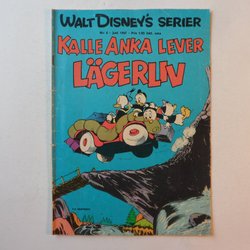 WALT DISNEY'S SERIER
KALLE ANKA LEVER
LÄGERLIV